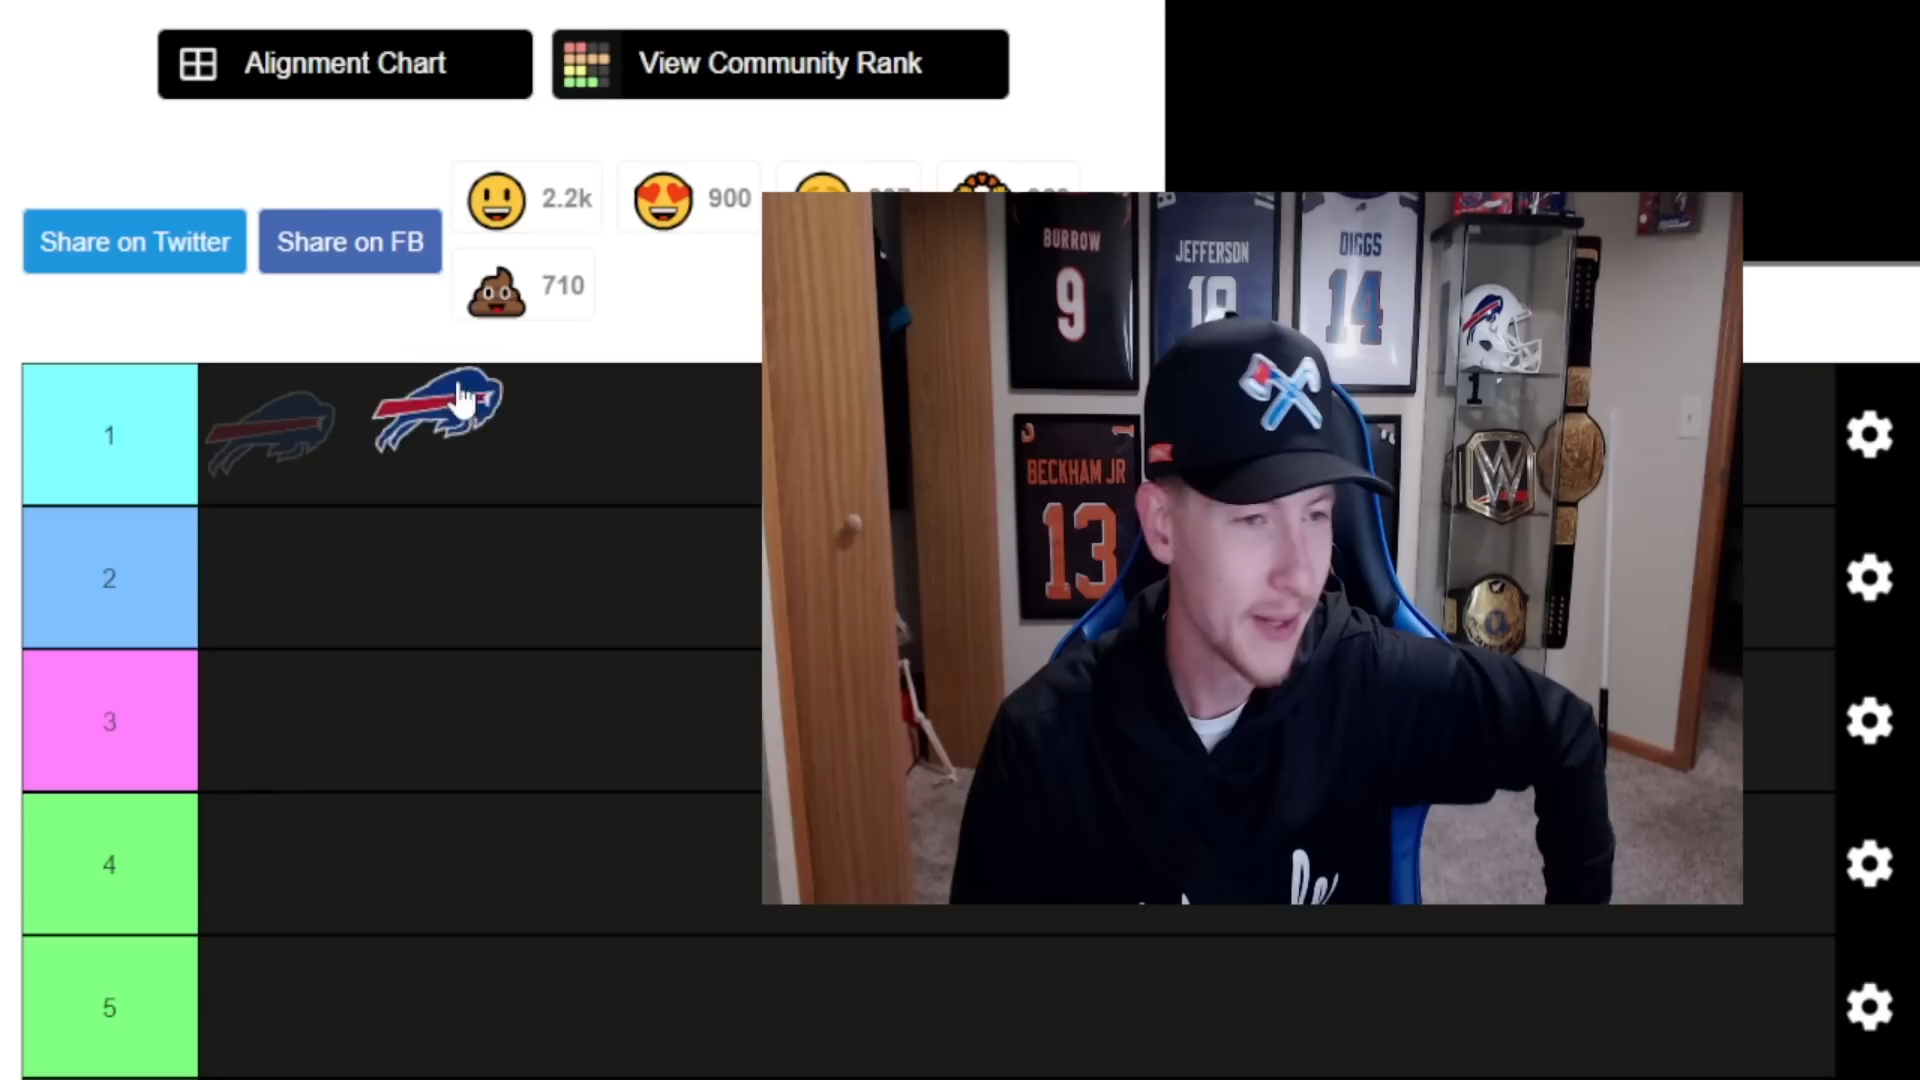 Alignment Chart
View Community Rank
2.2k
900
Share on Twitter
Share on FB
710
BURROW
9
JEFFERSON
18
DIGGS
14
BECKHAM JR
13
1
2
3
4
5